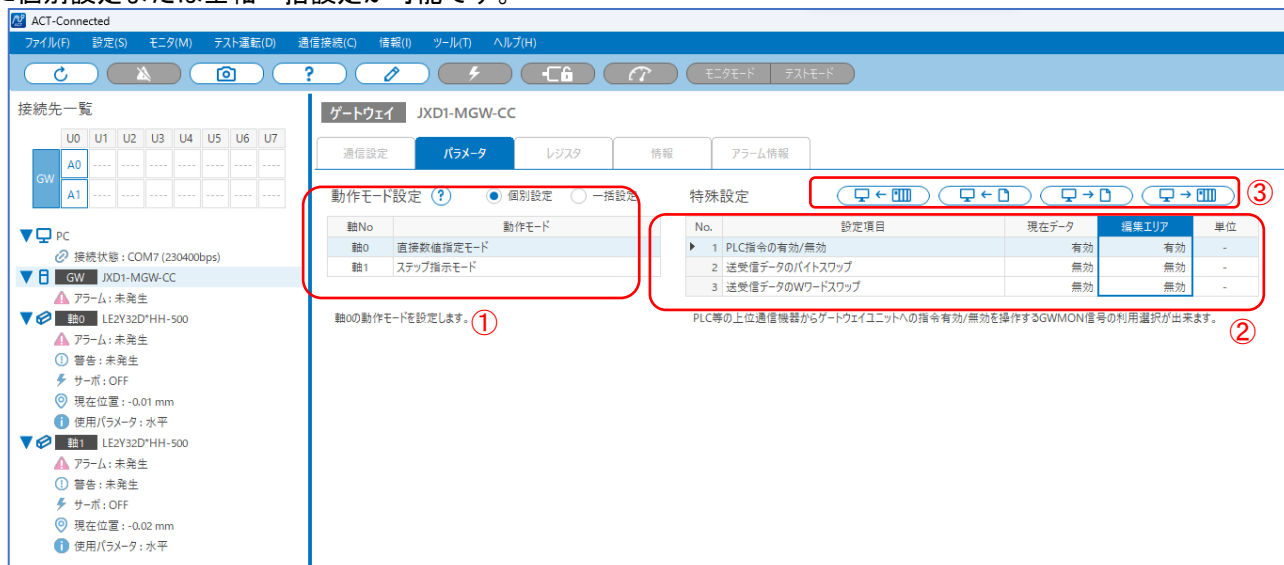 に個別設定または全軸一括設定が可能です。
ACT-Connected
ファイル(F) 設定(S) モニタ(M) テスト運転(D) 通信接続(C) 情報(I) ツール(T) ヘルプ(H)
モニタモード テストモード
接続先一覧
U0 U1 U2 U3 U4 U5 U6 U7
GW
A0 ---- ---- ---- ---- ---- ---- ----
A1 ---- ---- ---- ---- ---- ---- ----
PC
接続状態 : COM7 (230400bps)
GW JXD1-MGW-CC
アラーム : 未発生
軸0 LE2Y32D*HH-500
アラーム : 未発生
警告 : 未発生
サーボ : OFF
現在位置 : -0.01 mm
使用パラメータ : 水平
軸1 LE2Y32D*HH-500
アラーム : 未発生
警告 : 未発生
サーボ : OFF
現在位置 : -0.02 mm
使用パラメータ : 水平
ゲートウェイ JXD1-MGW-CC
通信設定 パラメータ レジスタ 情報 アラーム情報
動作モード設定 ? 個別設定 一括設定
軸No 動作モード
軸0 直接数値指定モード
軸1 ステップ指示モード
軸0の動作モードを設定します。
①
特殊設定
③
No. 設定項目 現在データ 編集エリア 単位
1 PLC指令の有効/無効 有効 有効 -
2 送受信データのバイトスワップ 無効 無効 -
3 送受信データのWワードスワップ 無効 無効 -
PLC等の上位通信機器からゲートウェイユニットへの指令有効/無効を操作するGWMON信号の利用選択が出来ます。
②